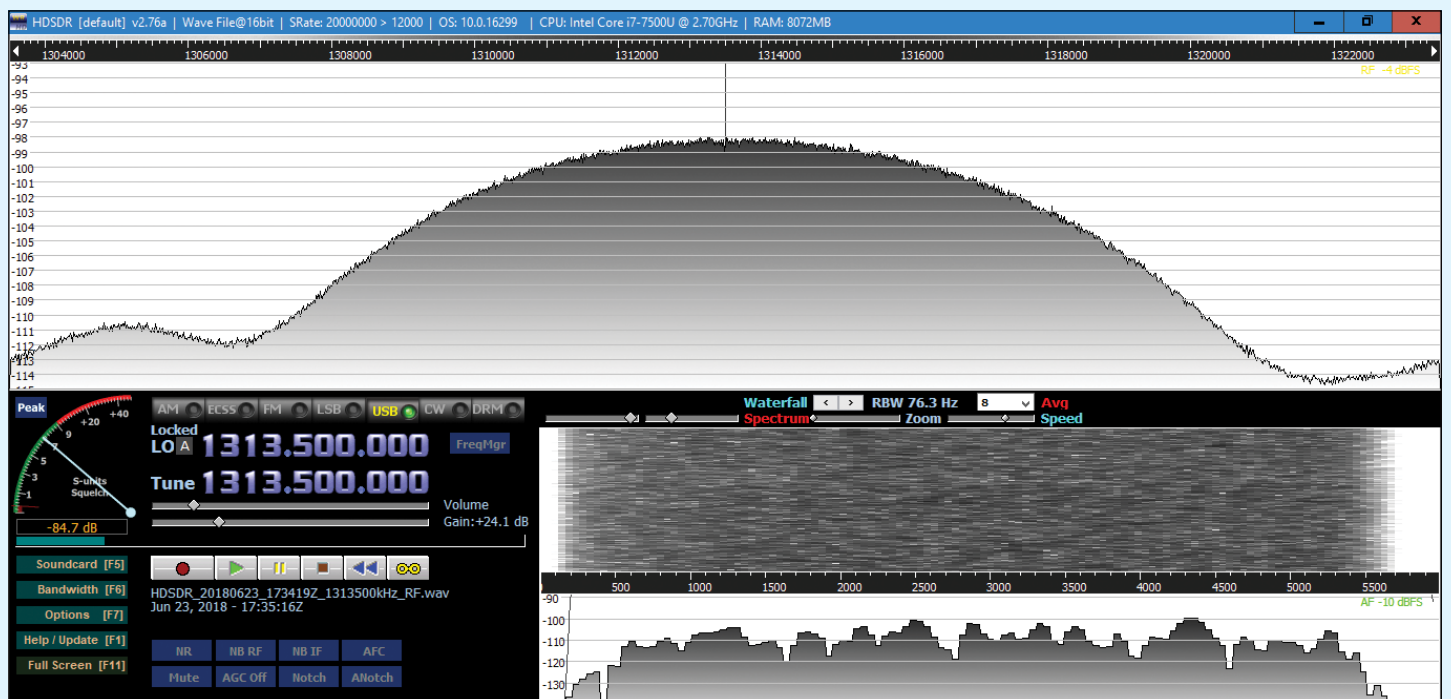 HDSDR [default] v2.76a | Wave File@16bit | SRate: 20000000 > 12000 | OS: 10.0.16299 | CPU: Intel Core i7-7500U @ 2.70GHz | RAM: 8072MB
1304000 1306000 1308000 1310000 1312000 1314000 1316000 1318000 1320000 1322000
-93
RF -4 dBFS
-94
-95
-96
-97
-98
-99
-100
-101
-102
-103
-104
-105
-106
-107
-108
-109
-110
-111
-112
-113
-114
Peak
+40
+20
9
7
5
3
1
S-units
Squelch
-84.7 dB
AM ECSS FM LSB USB CW DRM
Locked
LO A 1313.500.000 FreqMgr
Tune 1313.500.000
Volume
Gain:+24.1 dB
Soundcard [F5]
Bandwidth [F6]
Options [F7]
Help / Update [F1]
Full Screen [F11]
HDSDR_20180623_173419Z_1313500kHz_RF.wav
Jun 23, 2018 - 17:35:16Z
NR NB RF NB IF AFC
Mute AGC Off Notch ANotch
Waterfall < > RBW 76.3 Hz 8 Avg
Spectrum Zoom Speed
500 1000 1500 2000 2500 3000 3500 4000 4500 5000 5500
-90
AF -10 dBFS
-100
-110
-120
-130